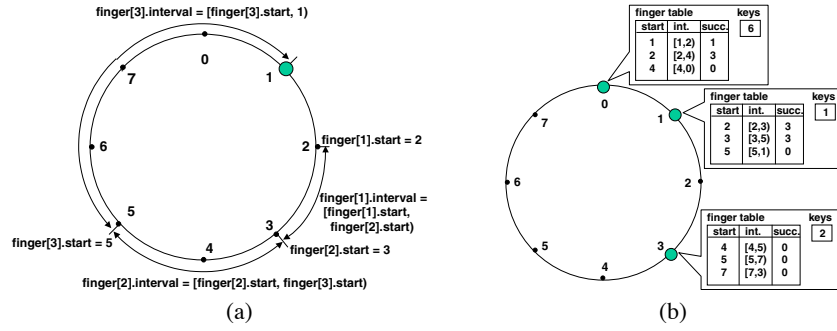 finger[3].interval = [finger[3].start, 1)
0
1
7
6
2
finger[1].start = 2
finger[1].interval =
[finger[1].start,
finger[2].start)
5
3
4
finger[3].start = 5
finger[2].start = 3
finger[2].interval = [finger[2].start, finger[3].start)
(a)
finger table keys
start int. succ. 6
1 [1,2) 1
2 [2,4) 3
4 [4,0) 0
0
finger table keys
start int. succ. 1
2 [2,3) 3
3 [3,5) 3
5 [5,1) 0
1
7
6
2
finger table keys
start int. succ. 2
4 [4,5) 0
5 [5,7) 0
7 [7,3) 0
5
3
4
(b)